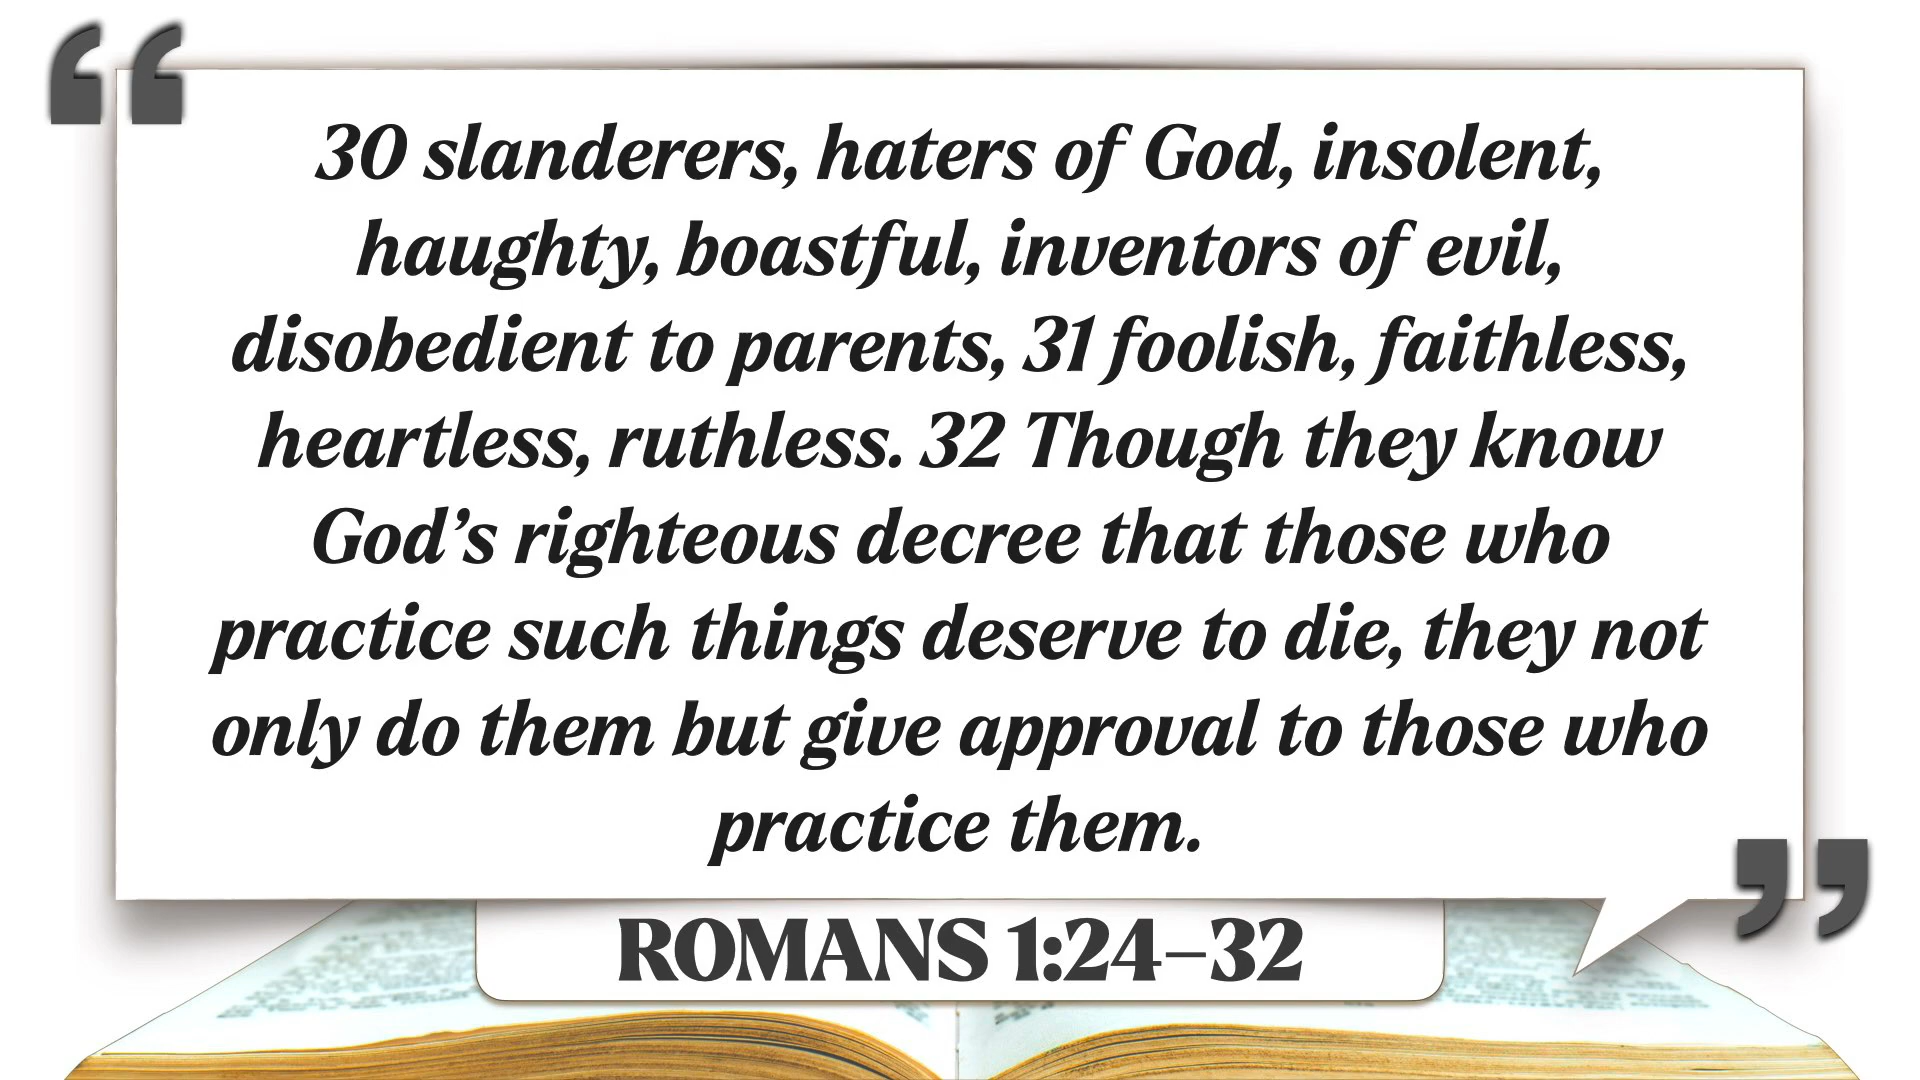 “
30 slanderers, haters of God, insolent,
haughty, boastful, inventors of evil,
disobedient to parents, 31 foolish, faithless,
heartless, ruthless. 32 Though they know
God’s righteous decree that those who
practice such things deserve to die, they not
only do them but give approval to those who
practice them.
”
ROMANS 1:24–32